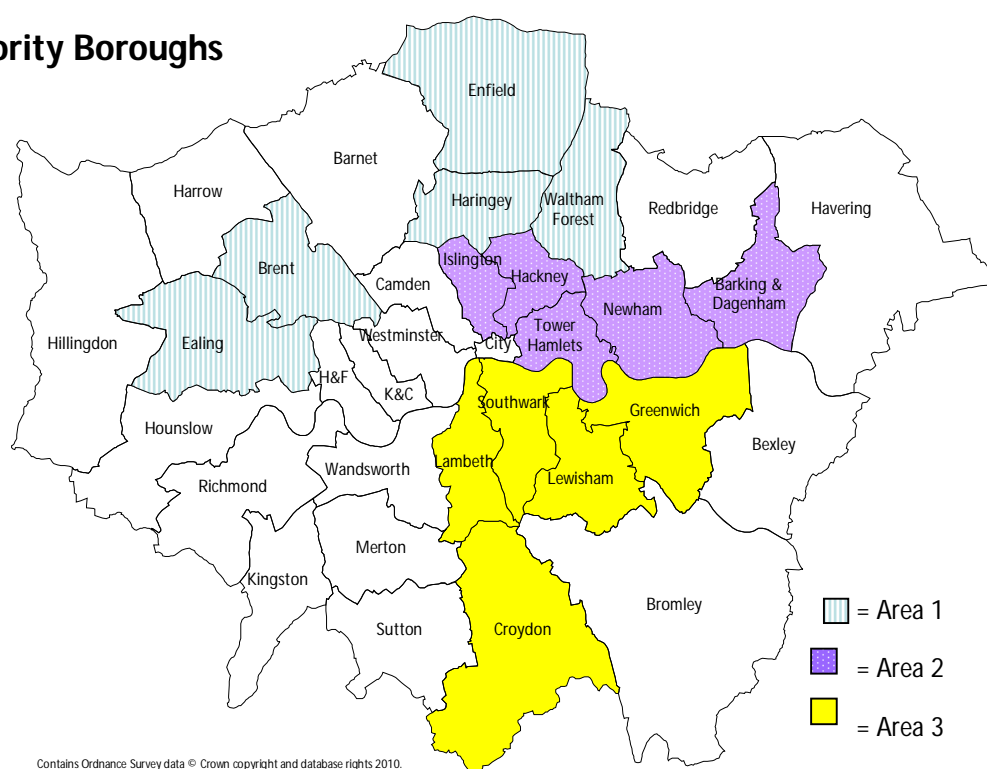 ority Boroughs
Enfield
Barnet
Harrow
Haringey
Waltham
Forest
Redbridge
Havering
Brent
Islington
Hackney
Camden
Newham
Barking &
Dagenham
Hillingdon
Ealing
Westminster
City
Tower
Hamlets
H&F
K&C
Southwark
Greenwich
Hounslow
Bexley
Lambeth
Wandsworth
Richmond
Lewisham
Merton
Kingston
Bromley
Sutton
Croydon
= Area 1
= Area 2
= Area 3
Contains Ordnance Survey data © Crown copyright and database rights 2010.